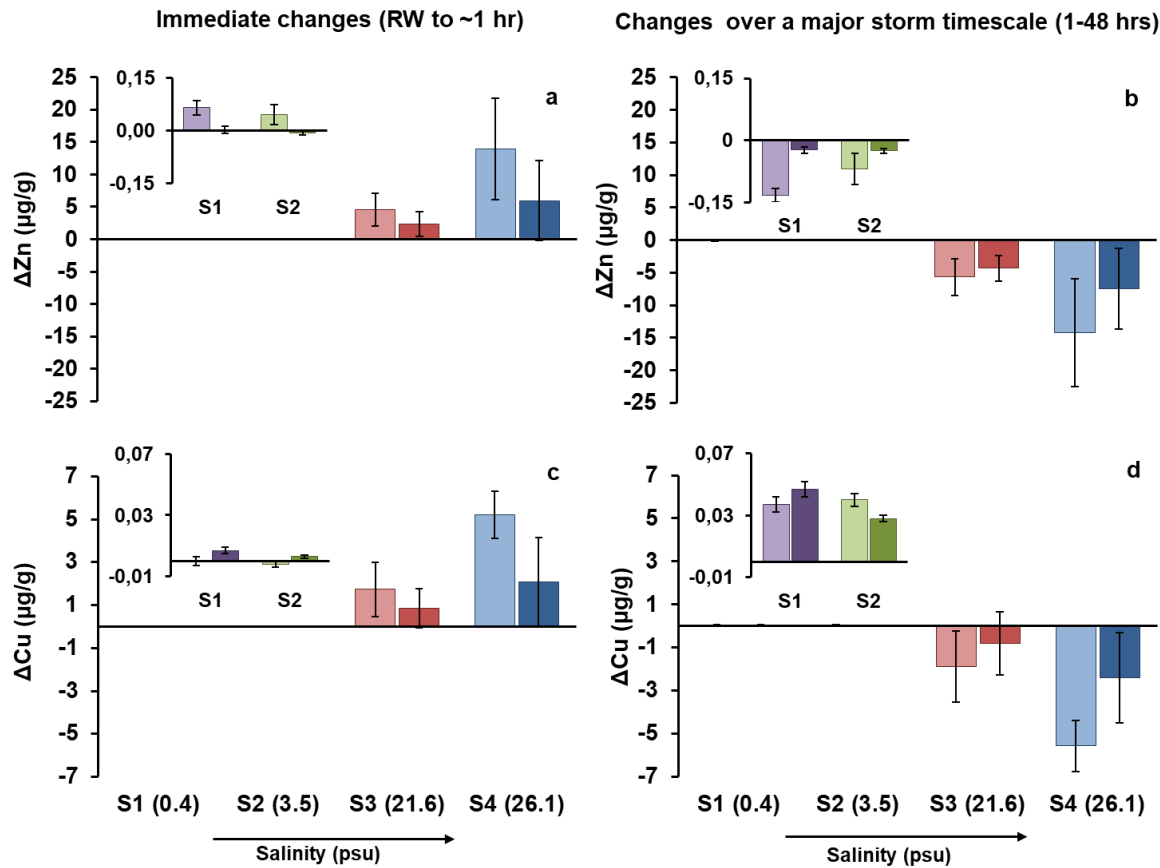 Immediate changes (RW to ~1 hr)
Changes over a major storm timescale (1-48 hrs)
a
ΔZn (µg/g)
25
20
15
10
5
0
-5
-10
-15
-20
-25
0,15
0,00
-0,15
S1 S2
b
ΔZn (µg/g)
25
20
15
10
5
0
-5
-10
-15
-20
-25
0,15
0
-0,15
S1 S2
c
ΔCu (µg/g)
7
5
3
1
-1
-3
-5
-7
0,07
0,03
-0,01
S1 S2
d
ΔCu (µg/g)
7
5
3
1
-1
-3
-5
-7
0,07
0,03
-0,01
S1 S2
S1 (0.4) S2 (3.5) S3 (21.6) S4 (26.1)
Salinity (psu)
S1 (0.4) S2 (3.5) S3 (21.6) S4 (26.1)
Salinity (psu)